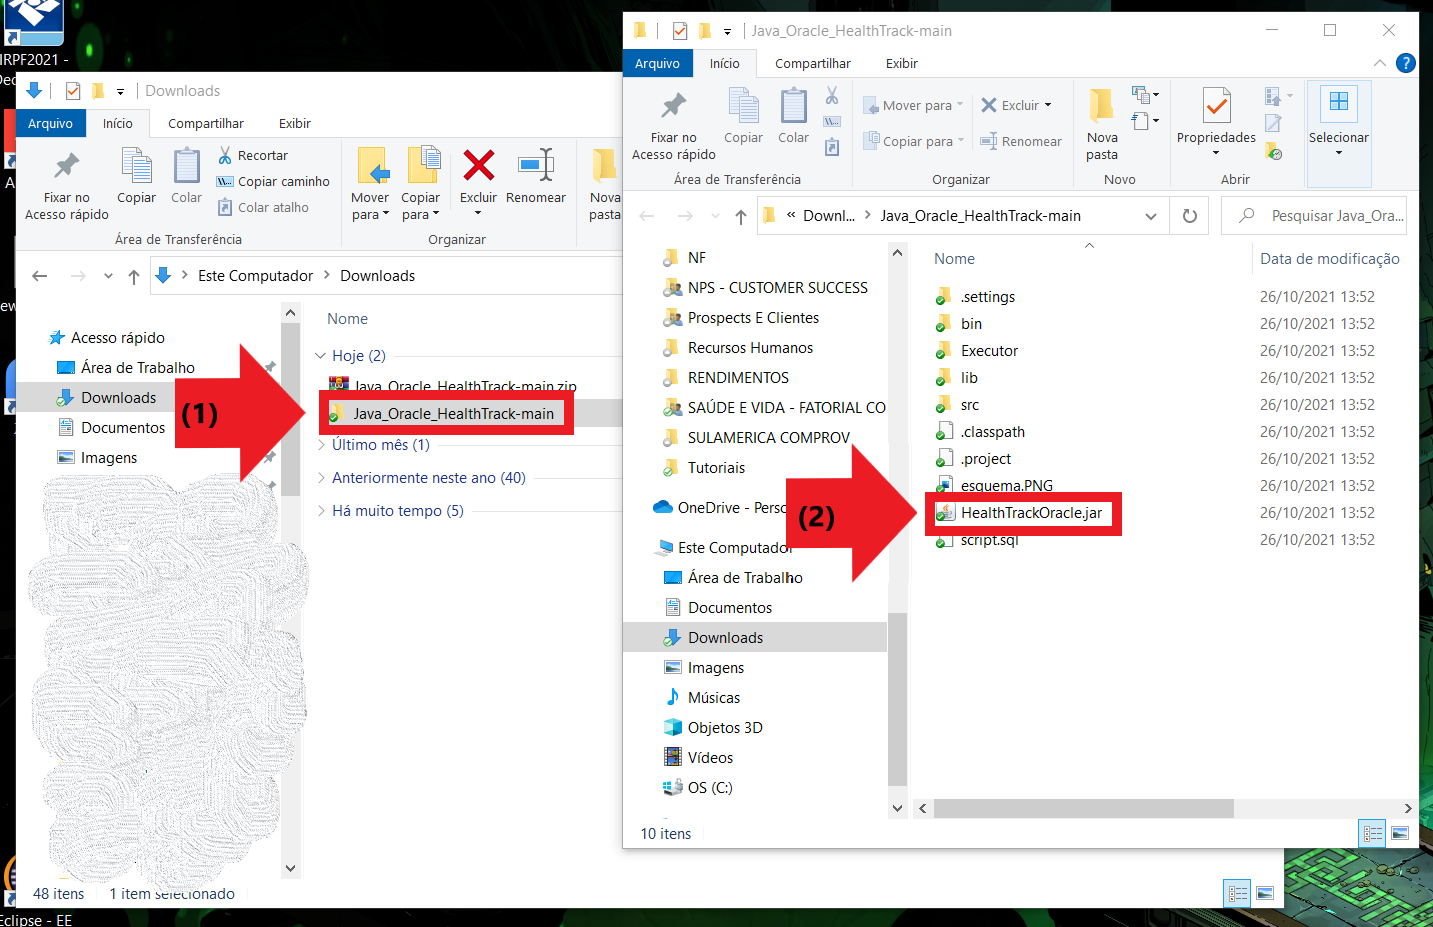 IRPF2021 -
Dec
Downloads
Arquivo
Início
Compartilhar
Exibir
Fixar no
Acesso rápido
Copiar
Colar
Recortar
Copiar caminho
Colar atalho
Área de Transferência
Mover
para
Copiar
para
Excluir
Renomear
Organizar
Nova
pasta
Este Computador
Downloads
Nome
Acesso rápido
Área de Trabalho
Downloads
Documentos
Imagens
Hoje (2)
Java_Oracle_HealthTrack-main.zip
Java_Oracle_HealthTrack-main
Último mês (1)
Anteriormente neste ano (40)
Há muito tempo (5)
(1)
48 itens
1 item selecionado
Eclipse - EE
Java_Oracle_HealthTrack-main
Arquivo
Início
Compartilhar
Exibir
Fixar no
Acesso rápido
Copiar
Colar
Área de Transferência
Mover para
Copiar para
Excluir
Renomear
Organizar
Nova
pasta
Novo
Propriedades
Abrir
Selecionar
« Downl...
Java_Oracle_HealthTrack-main
Pesquisar Java_Ora...
NF
NPS - CUSTOMER SUCCESS
Prospects E Clientes
Recursos Humanos
RENDIMENTOS
SAÚDE E VIDA - FATORIAL CO
SULAMERICA COMPROV
Tutoriais
OneDrive - Perso
Este Computador
Área de Trabalho
Documentos
Downloads
Imagens
Músicas
Objetos 3D
Vídeos
OS (C:)
Nome
Data de modificação
.settings 26/10/2021 13:52
bin 26/10/2021 13:52
Executor 26/10/2021 13:52
lib 26/10/2021 13:52
src 26/10/2021 13:52
.classpath 26/10/2021 13:52
.project 26/10/2021 13:52
esquema.PNG 26/10/2021 13:52
HealthTrackOracle.jar 26/10/2021 13:52
script.sql 26/10/2021 13:52
(2)
10 itens